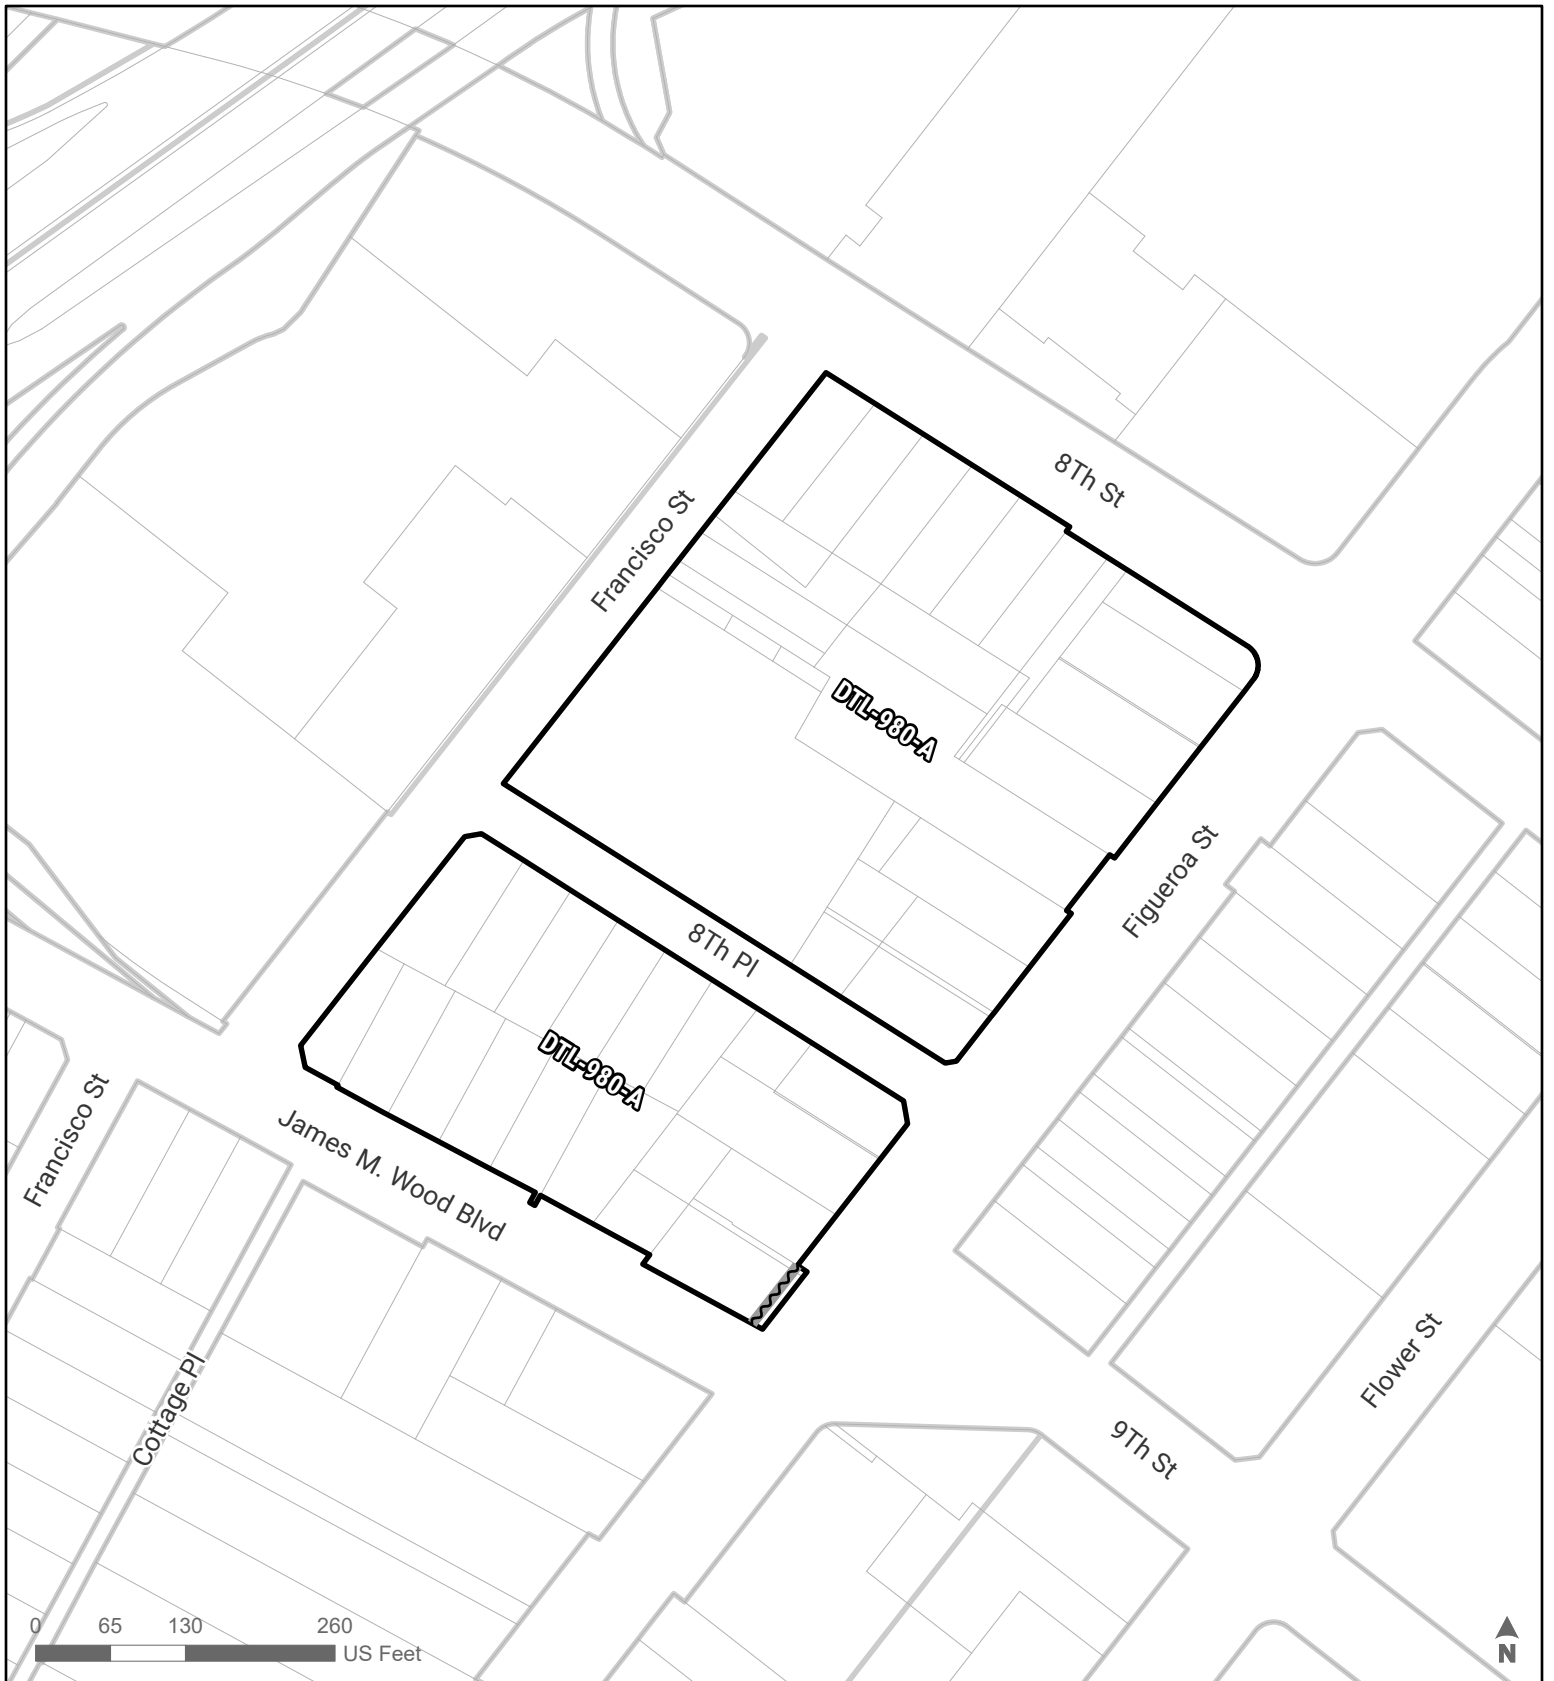 8Th St
Francisco St
DTL-980-A
Figueroa St
8Th Pl
DTL-980-A
Francisco St
James M. Wood Blvd
Cottage Pl
Flower St
9Th St
0 65 130 260
US Feet
N